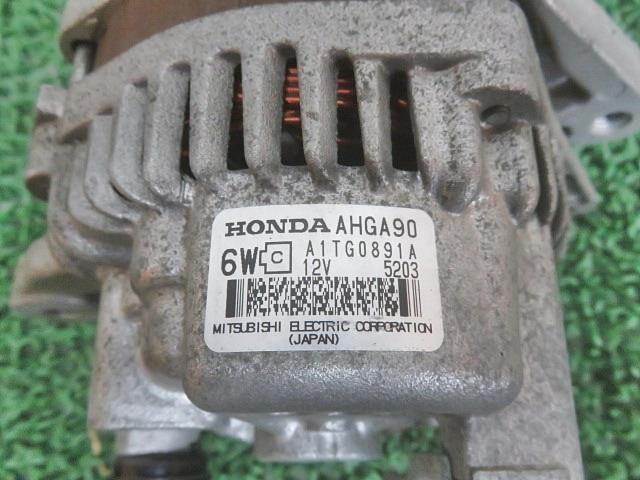 HONDA AHGA90
6W C A1TG0891A
12V 5203
MITSUBISHI ELECTRIC CORPORATION
(JAPAN)